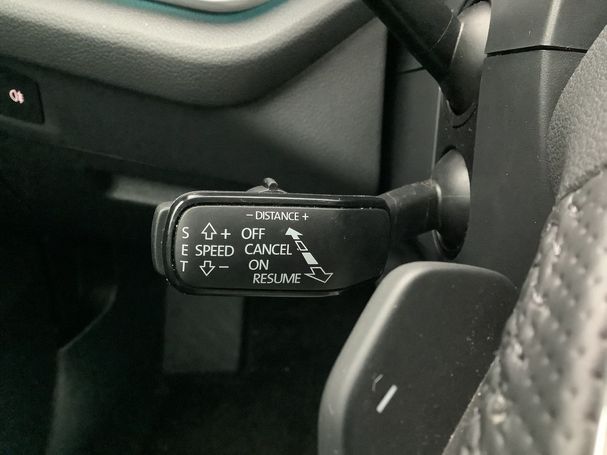 − DISTANCE +
S + OFF
E SPEED CANCEL
T − ON
RESUME
−